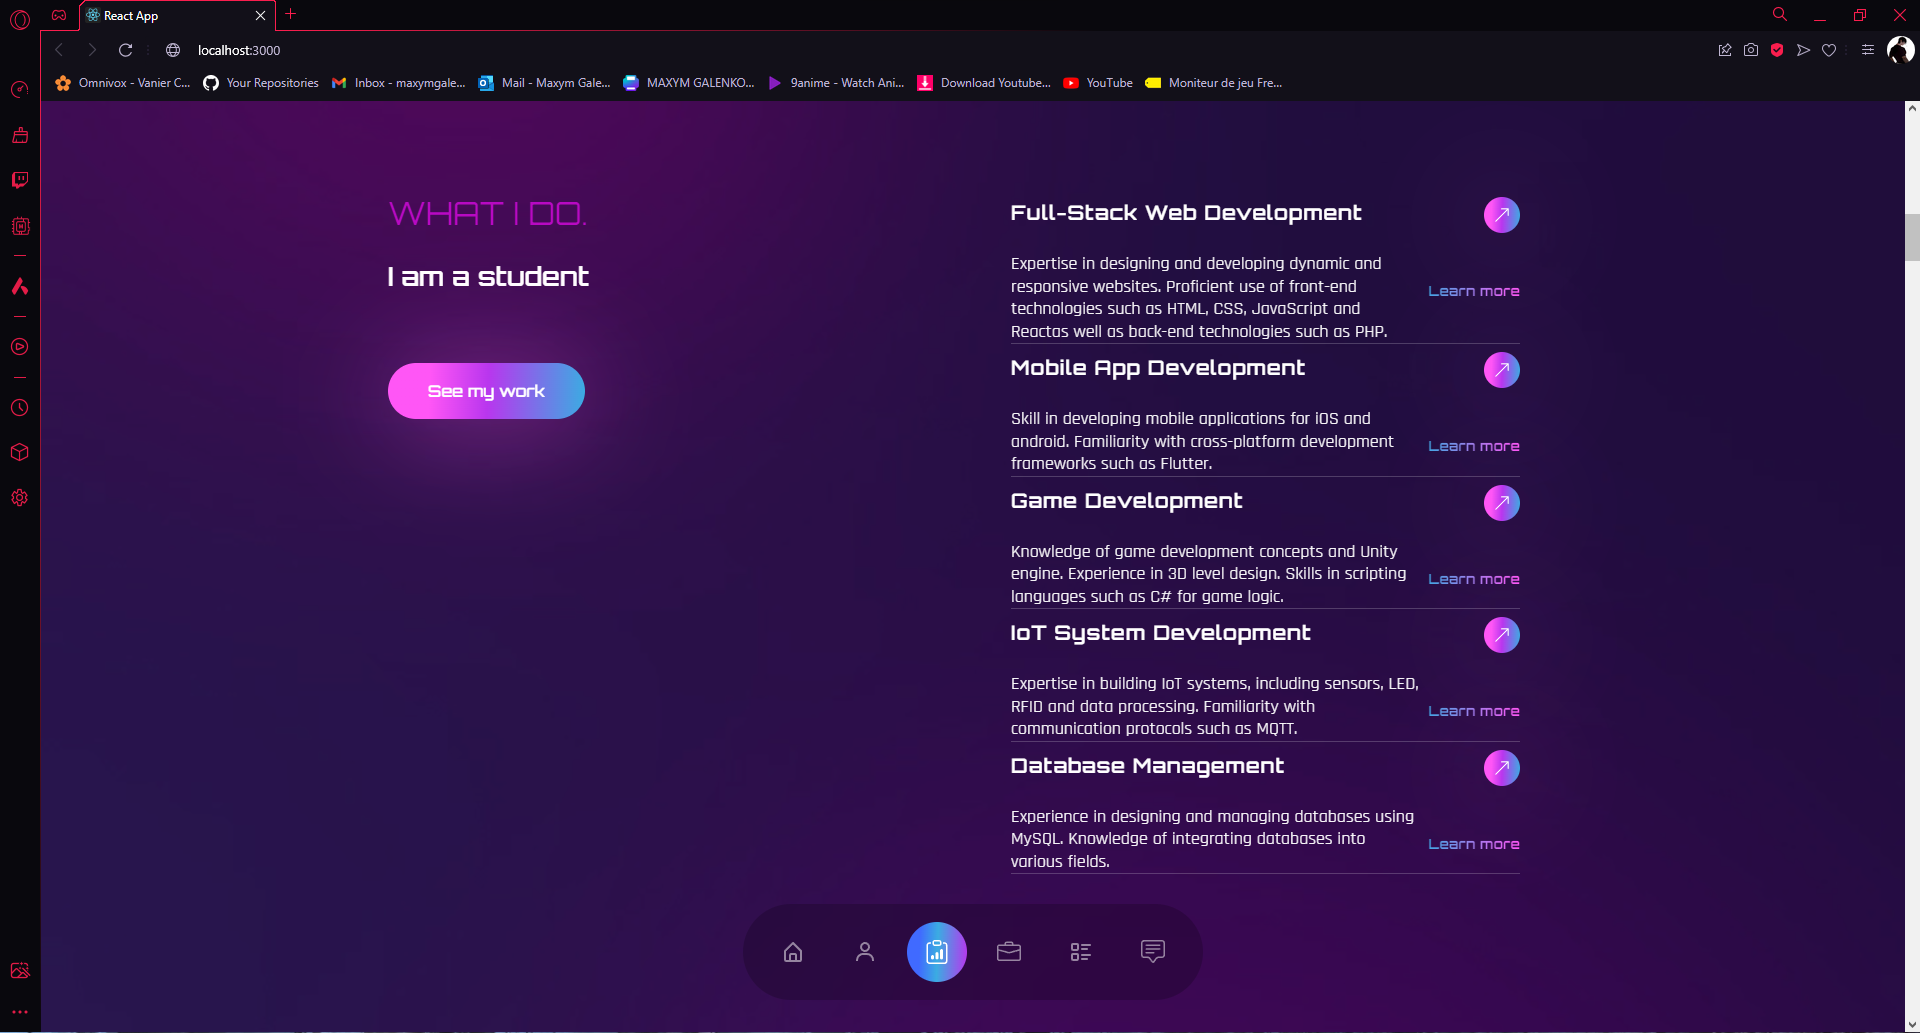 React App
localhost:3000
Omnivox - Vanier C...
Your Repositories
Inbox - maxymgale...
Mail - Maxym Gale...
MAXYM GALENKO...
9anime - Watch Ani...
Download Youtube...
YouTube
Moniteur de jeu Fre...
WHAT I DO.
I am a student
See my work
Full-Stack Web Development
Expertise in designing and developing dynamic and
responsive websites. Proficient use of front-end
technologies such as HTML, CSS, JavaScript and
Reactas well as back-end technologies such as PHP.
Learn more
Mobile App Development
Skill in developing mobile applications for iOS and
android. Familiarity with cross-platform development
frameworks such as Flutter.
Learn more
Game Development
Knowledge of game development concepts and Unity
engine. Experience in 3D level design. Skills in scripting
languages such as C# for game logic.
Learn more
IoT System Development
Expertise in building IoT systems, including sensors, LED,
RFID and data processing. Familiarity with
communication protocols such as MQTT.
Learn more
Database Management
Experience in designing and managing databases using
MySQL. Knowledge of integrating databases into
various fields.
Learn more